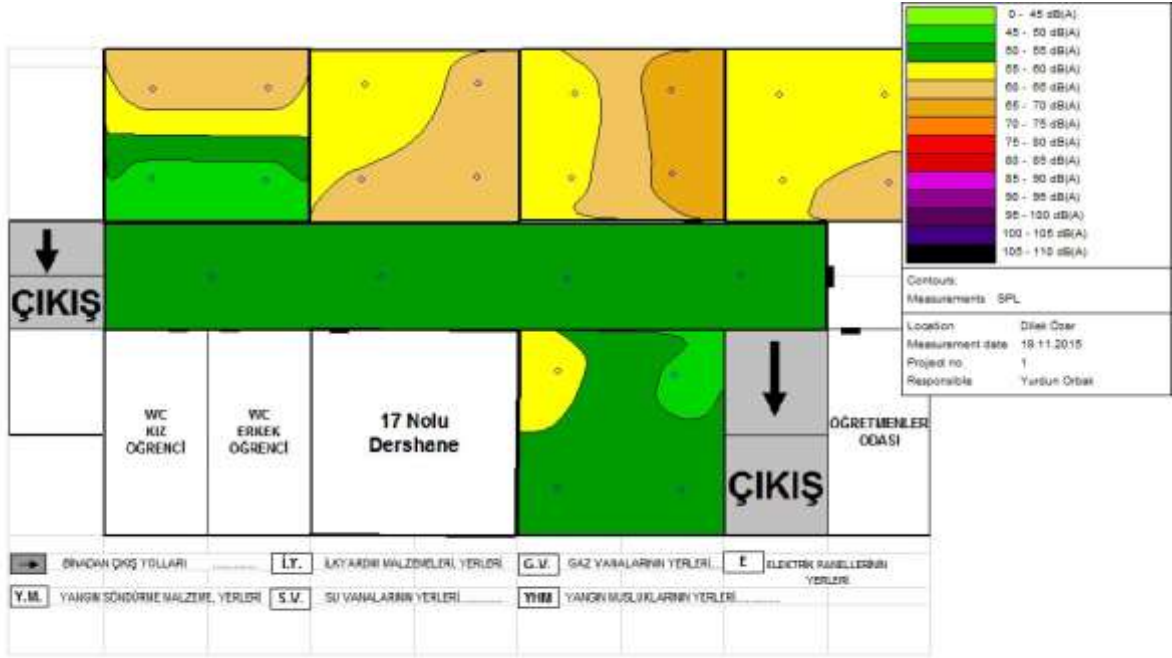 0 - 45 dB(A)
45 - 50 dB(A)
50 - 55 dB(A)
55 - 60 dB(A)
60 - 65 dB(A)
65 - 70 dB(A)
70 - 75 dB(A)
75 - 80 dB(A)
80 - 85 dB(A)
85 - 90 dB(A)
90 - 95 dB(A)
95 - 100 dB(A)
100 - 105 dB(A)
105 - 110 dB(A)
Contours:
Measurements SPL
Location Dilek Özer
Measurement date 19.11.2015
Project no 1
Responsible Yurdun Orbak
ÇIKIŞ
WC
KIZ
OĞRENCİ
WC
ERKEK
OĞRENCİ
17 Nolu
Dershane
ÇIKIŞ
ÖĞRETMENLER
ODASI
BİNADAN ÇIKIŞ YOLLARI
İ.Y. İLKYARDIM MALZEMELERİ, YERLERİ
G.V. GAZ VANALARININ YERLERİ
E ELEKTRİK PANELLERİNİN
YERLERİ
Y.M. YANGIN SÖNDÜRME MALZEME, YERLERİ
S.V. SU VANALARININ YERLERİ
YHM YANGIN MUSLUKLARININ YERLERİ